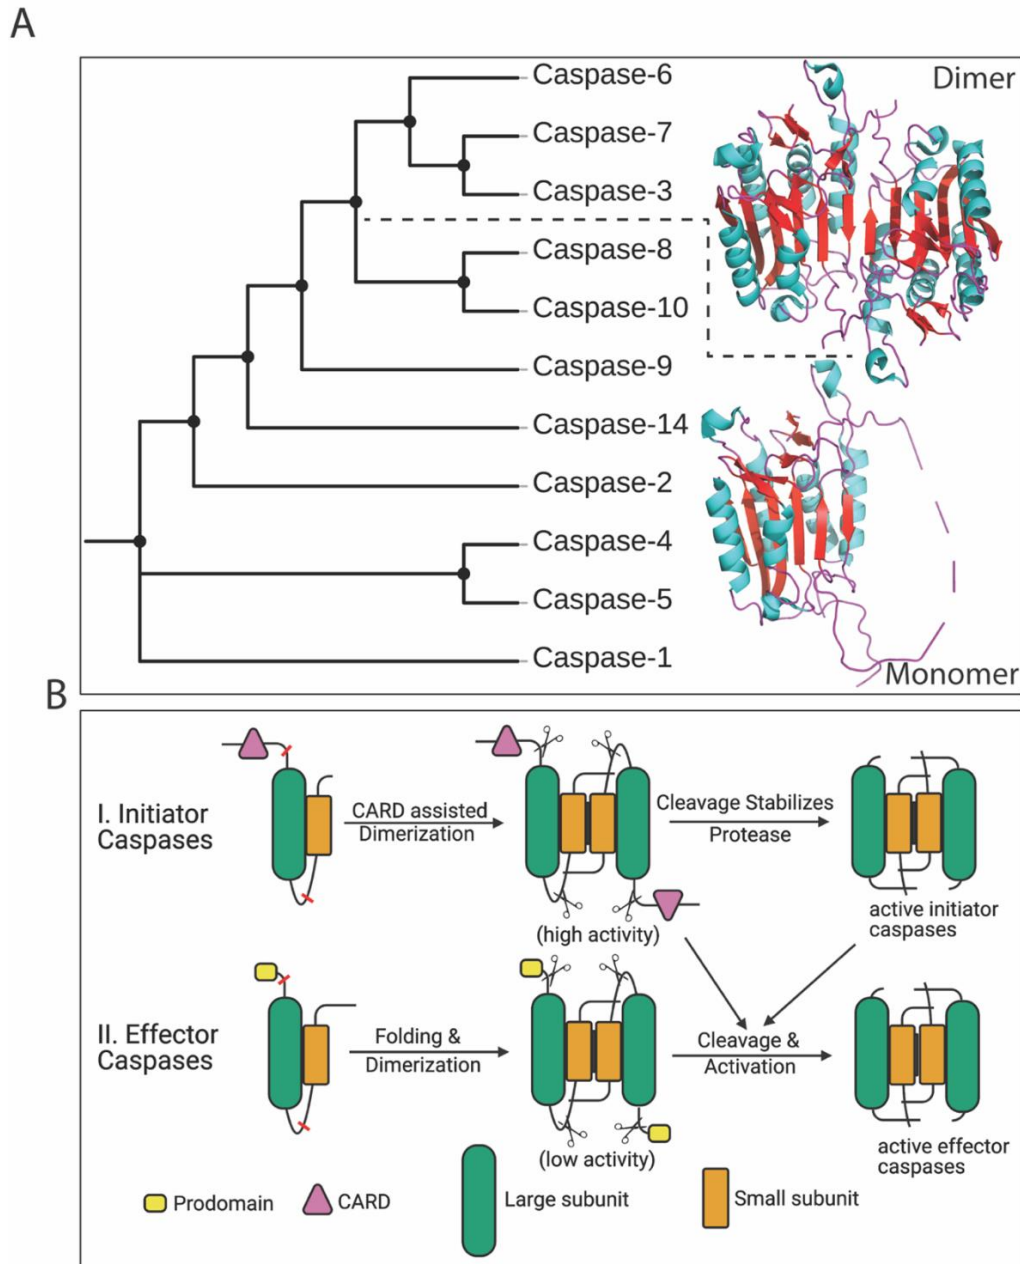 A
Dimer
Caspase-6
Caspase-7
Caspase-3
Caspase-8
Caspase-10
Caspase-9
Caspase-14
Caspase-2
Caspase-4
Caspase-5
Caspase-1
Monomer
B
I. Initiator
Caspases
CARD assisted
Dimerization
(high activity)
Cleavage Stabilizes
Protease
active initiator
caspases
II. Effector
Caspases
Folding &
Dimerization
(low activity)
Cleavage &
Activation
active effector
caspases
Prodomain
CARD
Large subunit
Small subunit